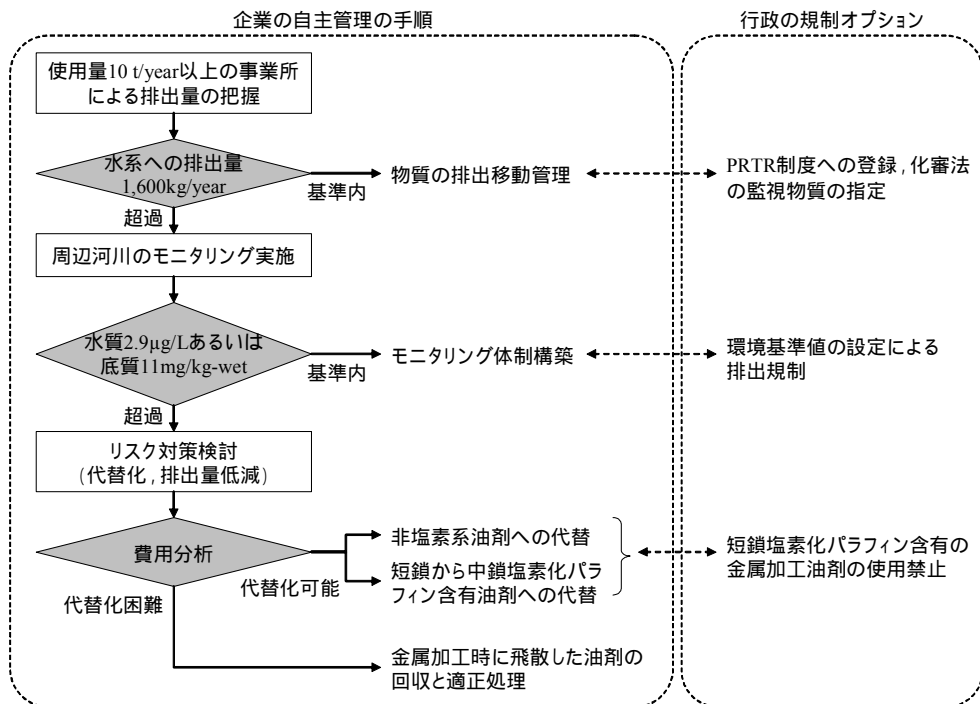 企業の自主管理の手順
行政の規制オプション
使用量10 t/year以上の事業所
による排出量の把握
水系への排出量
1,600kg/year
基準内
物質の排出移動管理
PRTR制度への登録,化審法
の監視物質の指定
超過
周辺河川のモニタリング実施
水質2.9μg/Lあるいは
底質11mg/kg-wet
基準内
モニタリング体制構築
環境基準値の設定による
排出規制
超過
リスク対策検討
(代替化,排出量低減)
費用分析
代替化可能
非塩素系油剤への代替
短鎖から中鎖塩素化パラ
フィン含有油剤への代替
短鎖塩素化パラフィン含有の
金属加工油剤の使用禁止
代替化困難
金属加工時に飛散した油剤の
回収と適正処理